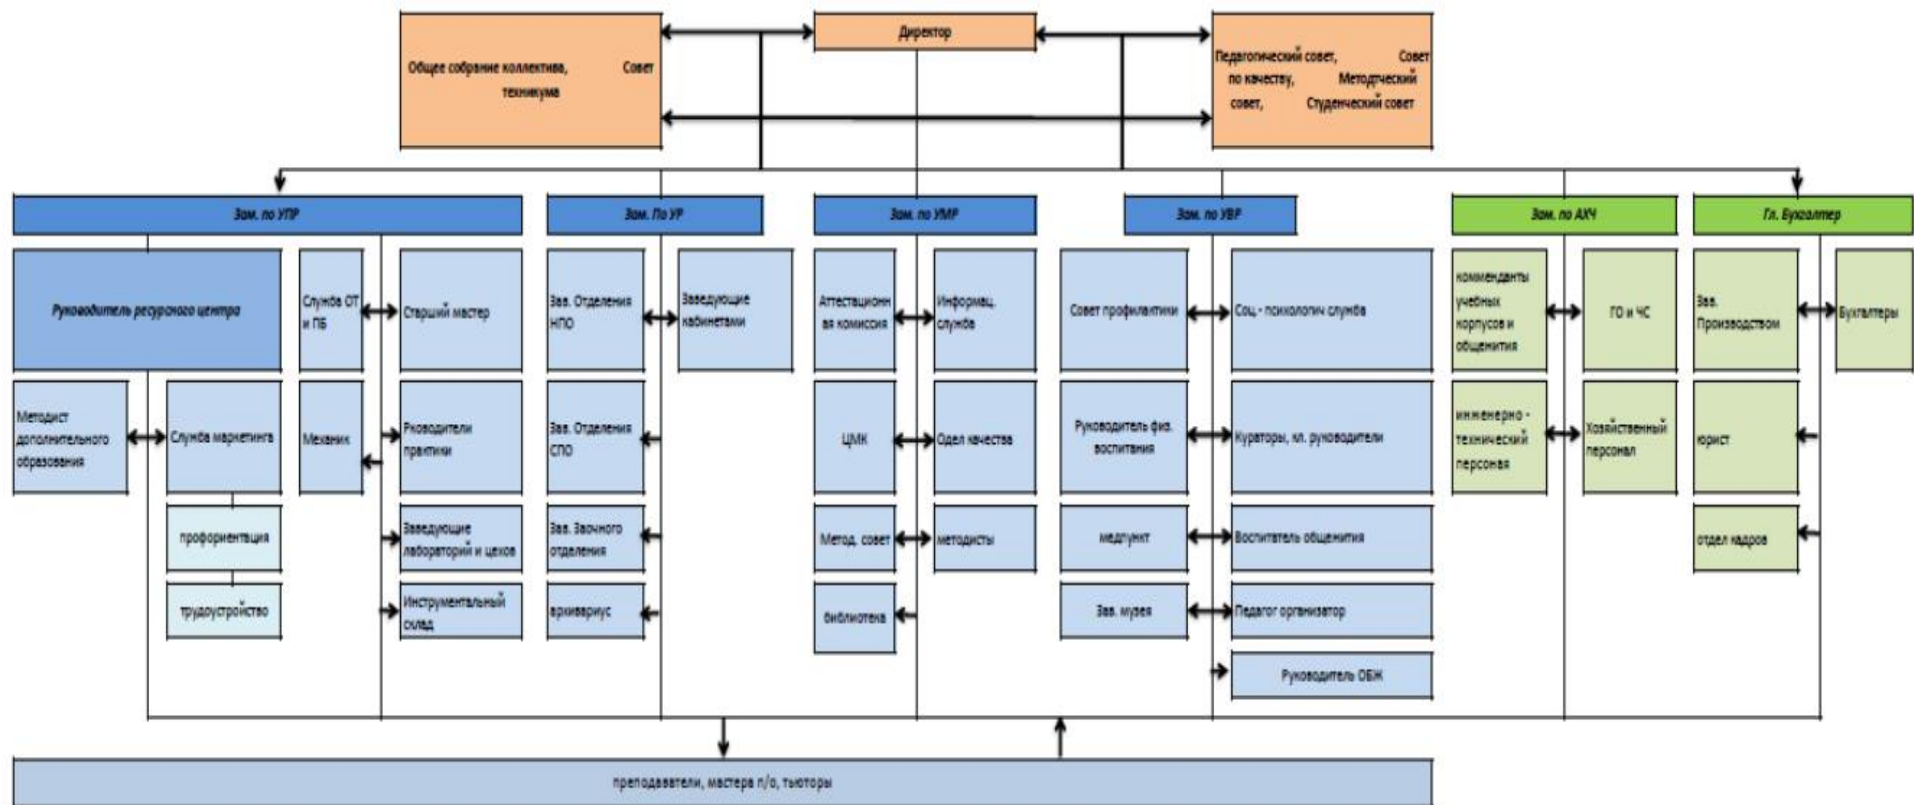 Директор
Общее собрание коллектива, Совет
техникума
Педагогический совет, Совет
по качеству, Методтческий
совет, Студенческий совет
Зам. по УПР
Зам. По УР
Зам. по УМР
Зам. по УВР
Зам. по АХЧ
Гл. Бухгалтер
Руководитель ресурсного центра
Служба ОТ
и ПБ
Старший мастер
Зав. Отделения
НПО
Заведующие
кабинетами
Аттестационн
ая комиссия
Информац.
служба
Совет профилактики
Соц.- психологич служба
комменданты
учебных
корпусов и
общенития
ГО и ЧС
Зав.
Производством
Бухгалтеры
Методист
дополнительного
образования
Служба маркетинга
Механик
Рководители
практики
Зав. Отделения
СПО
ЦМК
Одел качества
Руководитель физ.
воспитания
Кураторы, кл. руководители
инженерно -
технический
персонал
Хозяйственный
персонал
юрист
профориентация
Заведующие
лабораторий и цехов
Зав. Заочного
отделения
Метод. совет
методисты
медпункт
Воспитатель общенития
отдел кадров
трудоустройство
Инструментальный
склад
архивариус
библиотека
Зав. музея
Педагог организатор
Руководитель ОБЖ
преподаватели, мастера п/о, тьюторы